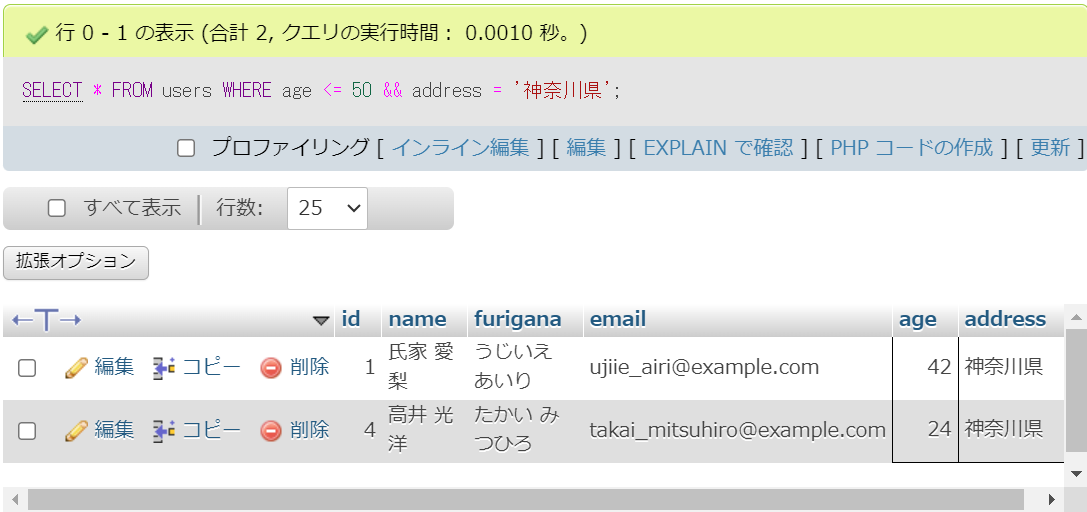 行 0 - 1 の表示 (合計 2, クエリの実行時間： 0.0010 秒。)
SELECT * FROM users WHERE age <= 50 && address = '神奈川県';
プロファイリング [ インライン編集 ] [ 編集 ] [ EXPLAIN で確認 ] [ PHP コードの作成 ] [ 更新 ]
すべて表示 行数: 25
拡張オプション
←T→ id name furigana email age address
編集 コピー 削除 1 氏家 愛梨 うじいえ あいり ujiie_airi@example.com 42 神奈川県
編集 コピー 削除 4 高井 光洋 たかい みつひろ takai_mitsuhiro@example.com 24 神奈川県